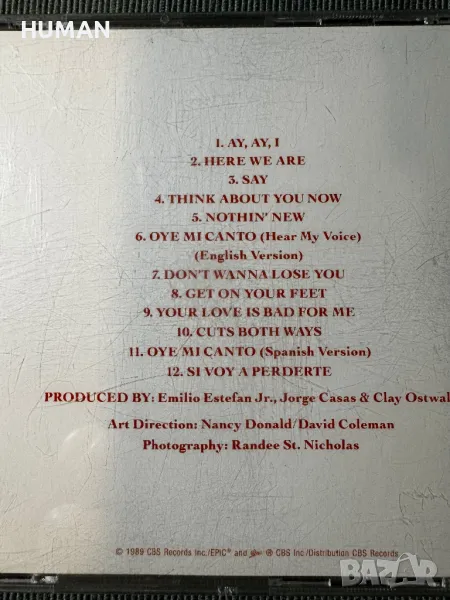 HUMAN
1. AY, AY, I
2. HERE WE ARE
3. SAY
4. THINK ABOUT YOU NOW
5. NOTHIN' NEW
6. OYE MI CANTO (Hear My Voice)
(English Version)
7. DON'T WANNA LOSE YOU
8. GET ON YOUR FEET
9. YOUR LOVE IS BAD FOR ME
10. CUTS BOTH WAYS
11. OYE MI CANTO (Spanish Version)
12. SI VOY A PERDERTE
PRODUCED BY: Emilio Estefan Jr., Jorge Casas & Clay Ostwal
Art Direction: Nancy Donald/David Coleman
Photography: Randee St. Nicholas
© 1989 CBS Records Inc./EPIC® and ℗ CBS Inc/Distribution CBS Records
bazar